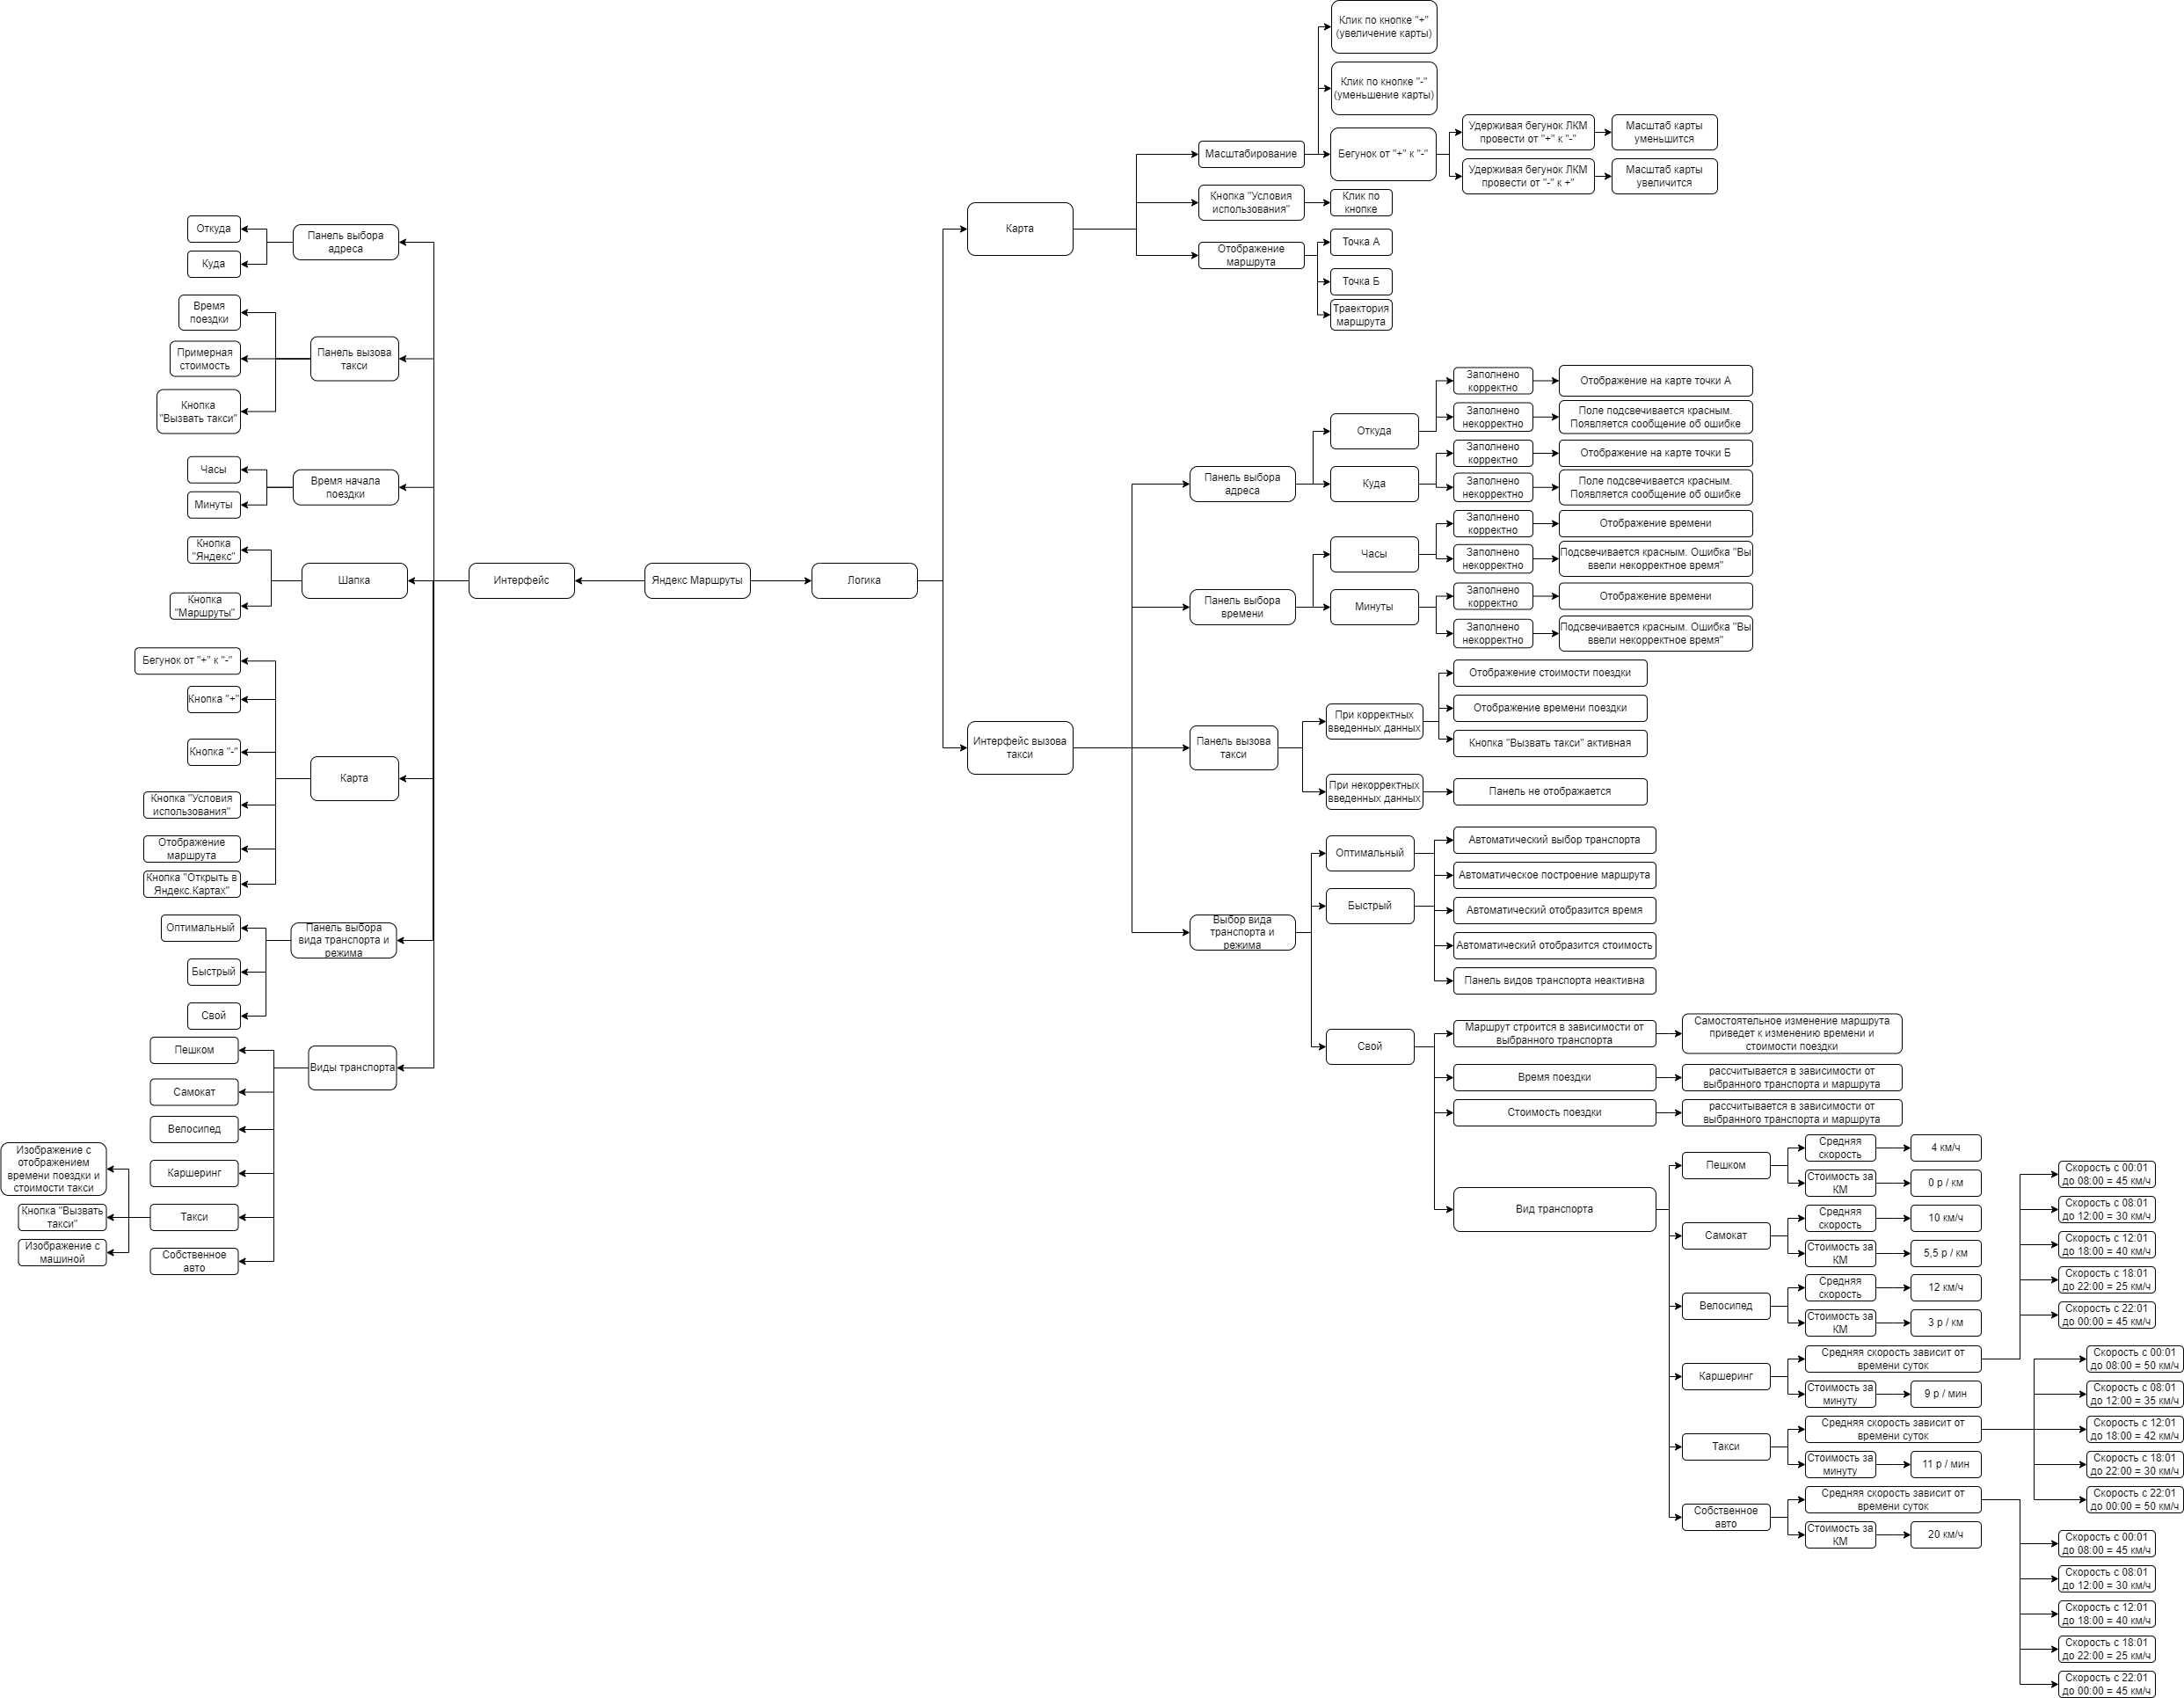 Яндекс Маршруты
Интерфейс
Панель выбора
адреса
Откуда
Куда
Панель вызова
такси
Время
поездки
Примерная
стоимость
Кнопка
"Вызвать такси"
Время начала
поездки
Часы
Минуты
Шапка
Кнопка
"Яндекс"
Кнопка
"Маршруты"
Карта
Бегунок от "+" к "-"
Кнопка "+"
Кнопка "-"
Кнопка "Условия
использования"
Отображение
маршрута
Кнопка "Открыть в
Яндекс.Картах"
Панель выбора
вида транспорта и
режима
Оптимальный
Быстрый
Свой
Виды транспорта
Пешком
Самокат
Велосипед
Каршеринг
Такси
Изображение с
отображением
времени поездки и
стоимости такси
Кнопка "Вызвать
такси"
Изображение с
машиной
Собственное
авто
Логика
Карта
Масштабирование
Клик по кнопке "+"
(увеличение карты)
Клик по кнопке "-"
(уменьшение карты)
Бегунок от "+" к "-"
Удерживая бегунок ЛКМ
провести от "+" к "-"
Масштаб карты
уменьшится
Удерживая бегунок ЛКМ
провести от "-" к +"
Масштаб карты
увеличится
Кнопка "Условия
использования"
Клик по
кнопке
Отображение
маршрута
Точка А
Точка Б
Траектория
маршрута
Интерфейс вызова
такси
Панель выбора
адреса
Откуда
Заполнено
корректно
Отображение на карте точки А
Заполнено
некорректно
Поле подсвечивается красным.
Появляется сообщение об ошибке
Куда
Заполнено
корректно
Отображение на карте точки Б
Заполнено
некорректно
Поле подсвечивается красным.
Появляется сообщение об ошибке
Панель выбора
времени
Часы
Заполнено
корректно
Отображение времени
Заполнено
некорректно
Подсвечивается красным. Ошибка "Вы
ввели некорректное время"
Минуты
Заполнено
корректно
Отображение времени
Заполнено
некорректно
Подсвечивается красным. Ошибка "Вы
ввели некорректное время"
Панель вызова
такси
При корректных
введенных данных
Отображение стоимости поездки
Отображение времени поездки
Кнопка "Вызвать такси" активная
При некорректных
введенных данных
Панель не отображается
Выбор вида
транспорта и
режима
Оптимальный
Быстрый
Автоматический выбор транспорта
Автоматическое построение маршрута
Автоматический отобразится время
Автоматический отобразится стоимость
Панель видов транспорта неактивна
Свой
Маршрут строится в зависимости от
выбранного транспорта
Самостоятельное изменение маршрута
приведет к изменению времени и
стоимости поездки
Время поездки
рассчитывается в зависимости от
выбранного транспорта и маршрута
Стоимость поездки
рассчитывается в зависимости от
выбранного транспорта и маршрута
Вид транспорта
Пешком
Средняя
скорость
4 км/ч
Стоимость за
КМ
0 р / км
Самокат
Средняя
скорость
10 км/ч
Стоимость за
КМ
5,5 р / км
Велосипед
Средняя
скорость
12 км/ч
Стоимость за
КМ
3 р / км
Каршеринг
Средняя скорость зависит от
времени суток
Скорость с 00:01
до 08:00 = 45 км/ч
Скорость с 08:01
до 12:00 = 30 км/ч
Скорость с 12:01
до 18:00 = 40 км/ч
Скорость с 18:01
до 22:00 = 25 км/ч
Скорость с 22:01
до 00:00 = 45 км/ч
Стоимость за
минуту
9 р / мин
Такси
Средняя скорость зависит от
времени суток
Скорость с 00:01
до 08:00 = 50 км/ч
Скорость с 08:01
до 12:00 = 35 км/ч
Скорость с 12:01
до 18:00 = 42 км/ч
Скорость с 18:01
до 22:00 = 30 км/ч
Скорость с 22:01
до 00:00 = 50 км/ч
Стоимость за
минуту
11 р / мин
Собственное
авто
Средняя скорость зависит от
времени суток
Скорость с 00:01
до 08:00 = 45 км/ч
Скорость с 08:01
до 12:00 = 30 км/ч
Скорость с 12:01
до 18:00 = 40 км/ч
Скорость с 18:01
до 22:00 = 25 км/ч
Скорость с 22:01
до 00:00 = 45 км/ч
Стоимость за
КМ
20 км/ч